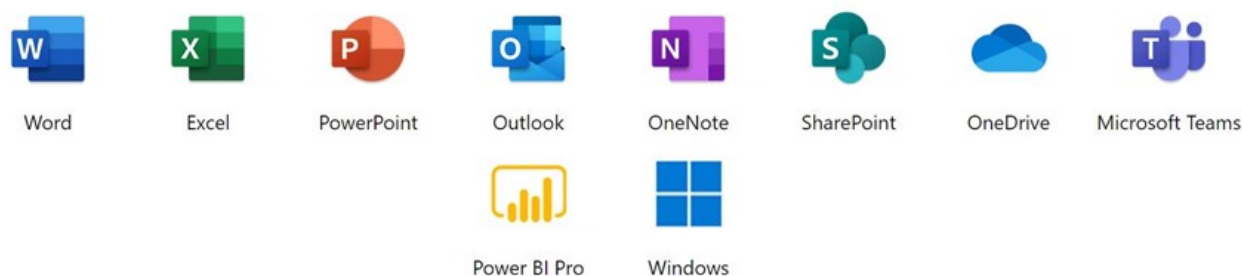 W X P O N S T
Word Excel PowerPoint Outlook OneNote SharePoint OneDrive Microsoft Teams
Power BI Pro Windows